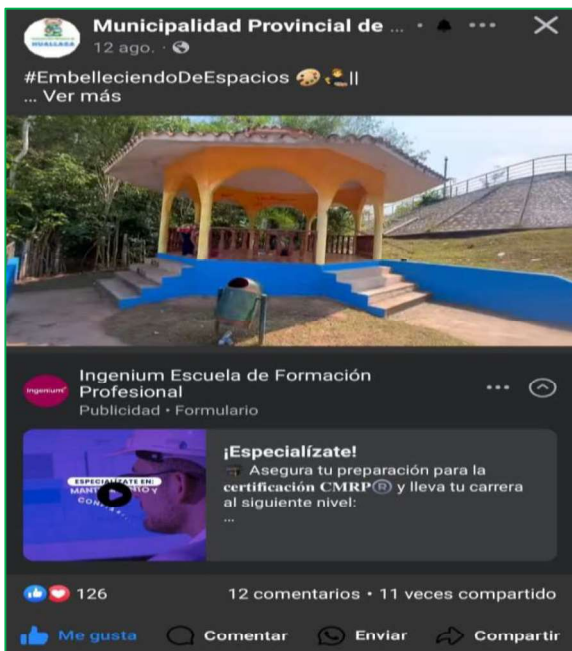 HUALLAGA
Municipalidad Provincial de ...
12 ago.
#EmbelleciendoDeEspacios ||
... Ver más
Ingenium
Ingenium Escuela de Formación
Profesional
Publicidad • Formulario
ESPECIALÍZATE EN:
¡Especialízate!
Asegura tu preparación para la
certificación CMRP® y lleva tu carrera
al siguiente nivel:
...
126
12 comentarios • 11 veces compartido
Me gusta
Comentar
Enviar
Compartir